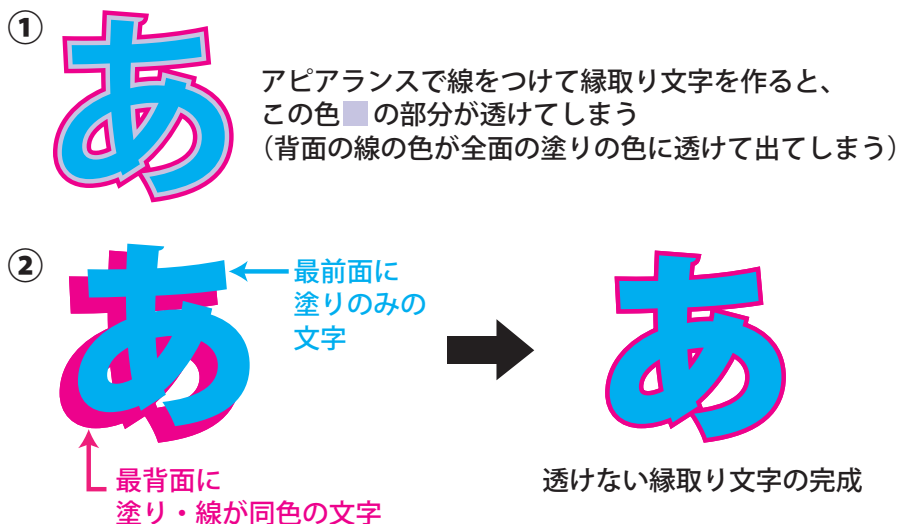 ①
あ
アピアランスで線をつけて縁取り文字を作ると、
この色 の部分が透けてしまう
（背面の線の色が全面の塗りの色に透けて出てしまう）
②
あ
最前面に
塗りのみの
文字
最背面に
塗り・線が同色の文字
あ
透けない縁取り文字の完成